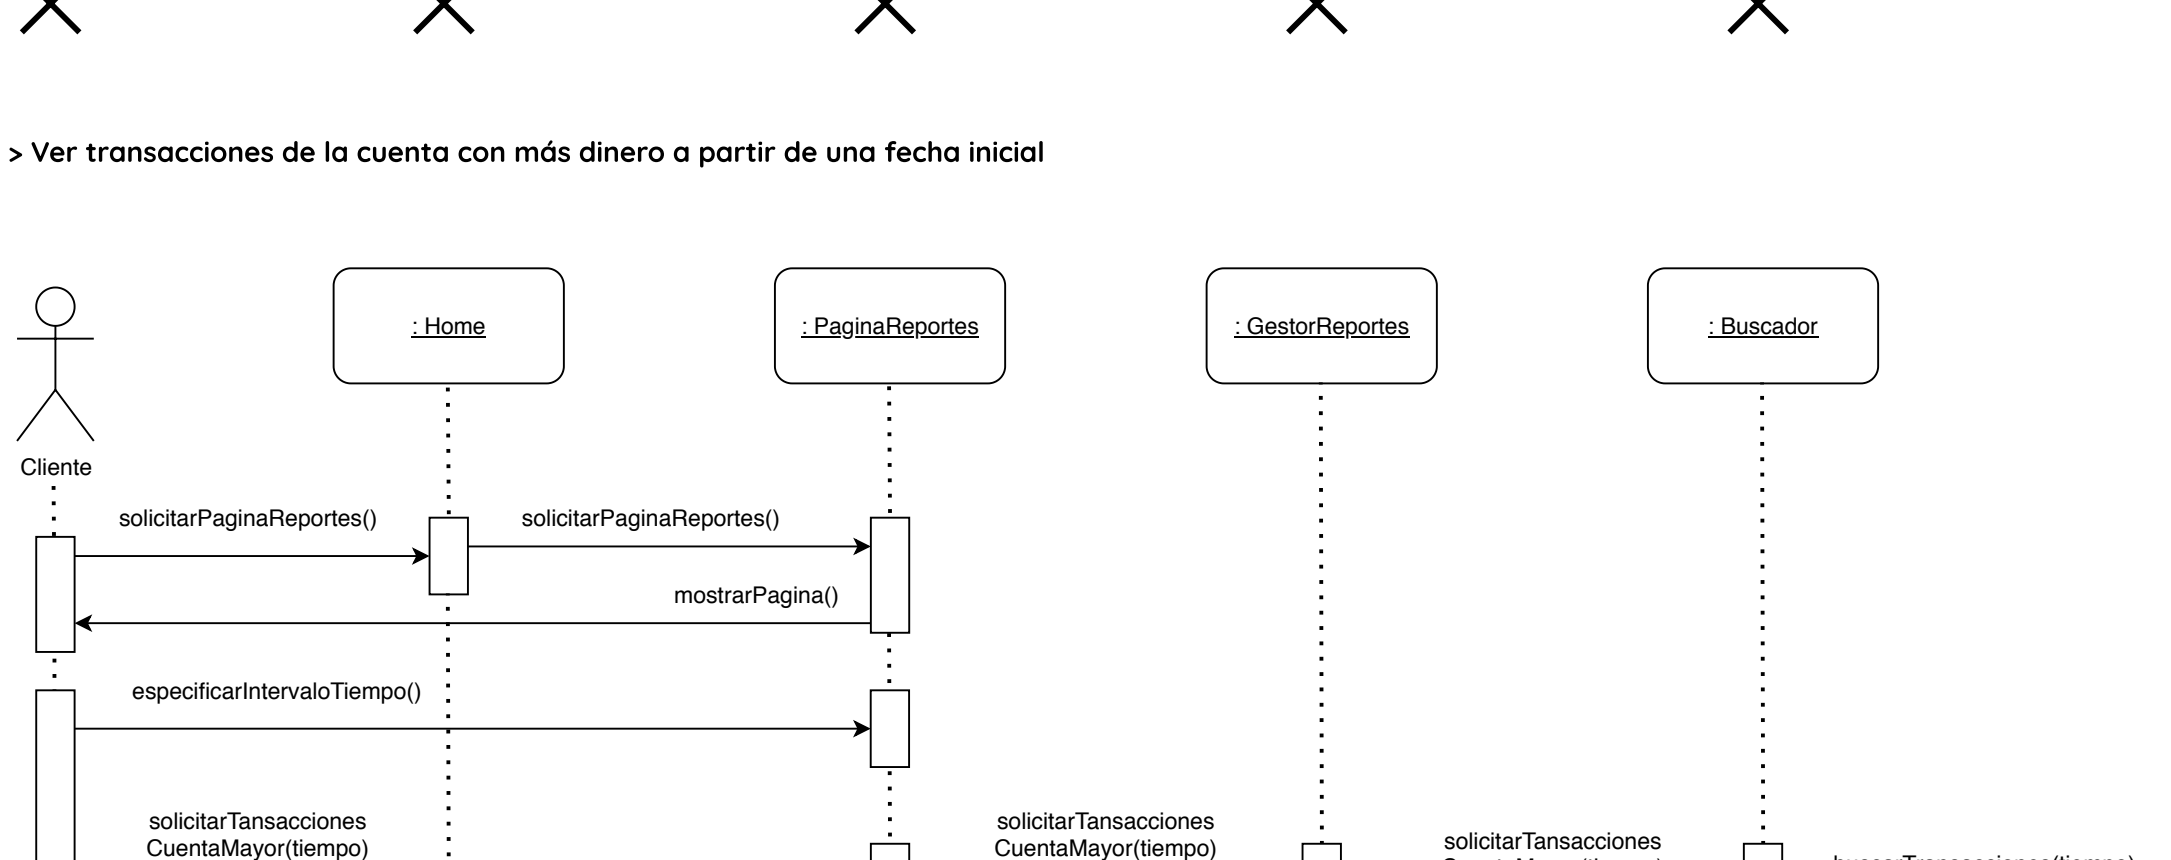 > Ver transacciones de la cuenta con más dinero a partir de una fecha inicial
: Home
: PaginaReportes
: GestorReportes
: Buscador
Cliente
solicitarPaginaReportes()
solicitarPaginaReportes()
mostrarPagina()
especificarIntervaloTiempo()
solicitarTansacciones
CuentaMayor(tiempo)
solicitarTansacciones
CuentaMayor(tiempo)
solicitarTansacciones